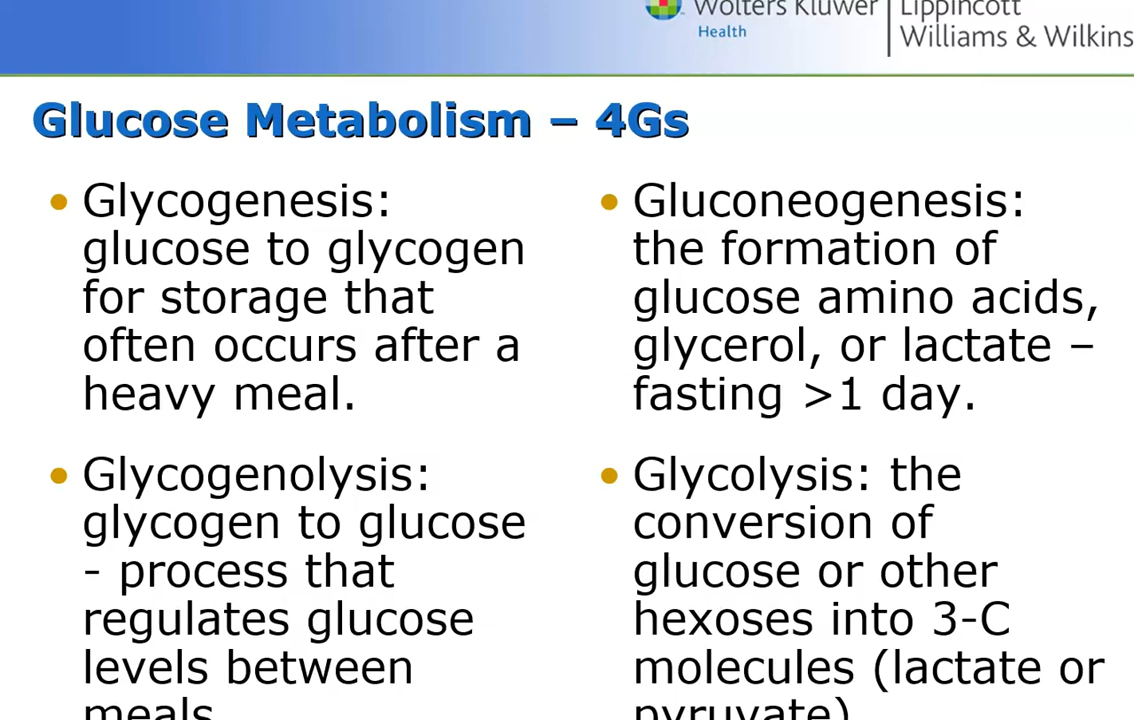 Wolters Kluwer
Health
Lippincott
Williams & Wilkins
Glucose Metabolism – 4Gs
• Glycogenesis:
glucose to glycogen
for storage that
often occurs after a
heavy meal.
• Glycogenolysis:
glycogen to glucose
- process that
regulates glucose
levels between
meals
• Gluconeogenesis:
the formation of
glucose amino acids,
glycerol, or lactate –
fasting >1 day.
• Glycolysis: the
conversion of
glucose or other
hexoses into 3-C
molecules (lactate or
pyruvate)